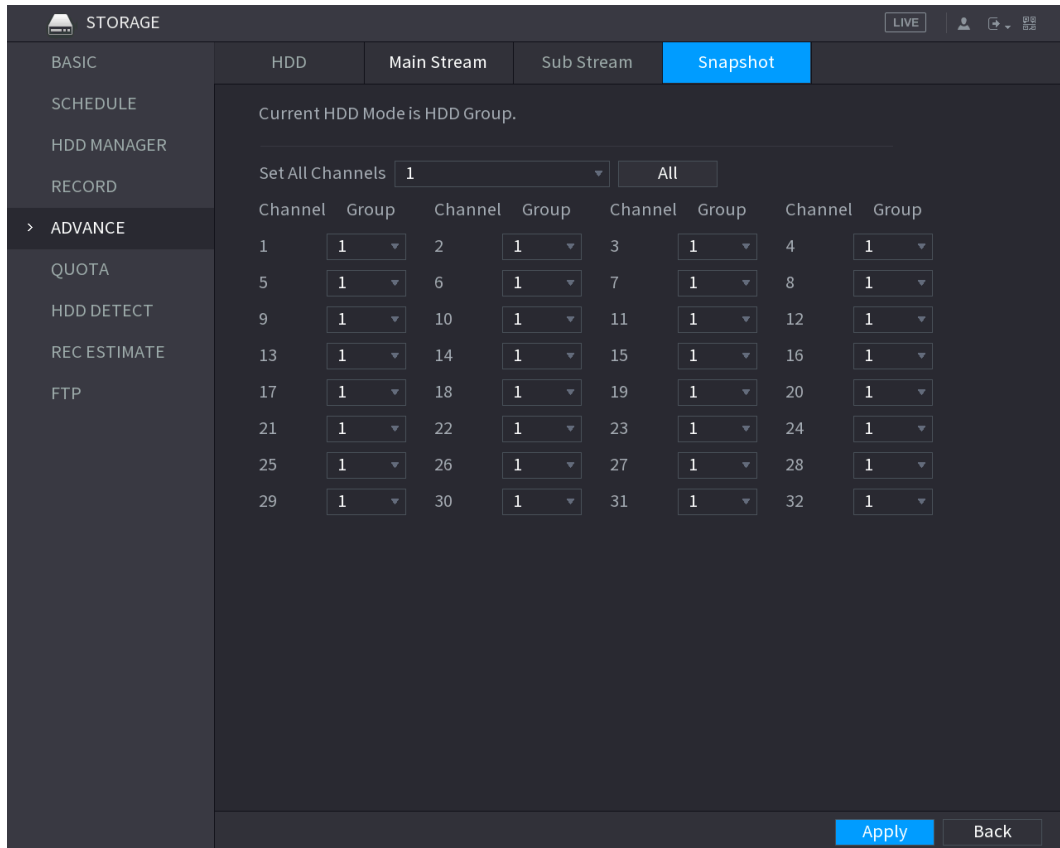 STORAGE LIVE
BASIC
SCHEDULE
HDD MANAGER
RECORD
> ADVANCE
QUOTA
HDD DETECT
REC ESTIMATE
FTP
HDD Main Stream Sub Stream Snapshot
Current HDD Mode is HDD Group.
Set All Channels 1 All
Channel Group Channel Group Channel Group Channel Group
1 1 2 1 3 1 4 1
5 1 6 1 7 1 8 1
9 1 10 1 11 1 12 1
13 1 14 1 15 1 16 1
17 1 18 1 19 1 20 1
21 1 22 1 23 1 24 1
25 1 26 1 27 1 28 1
29 1 30 1 31 1 32 1
Apply Back